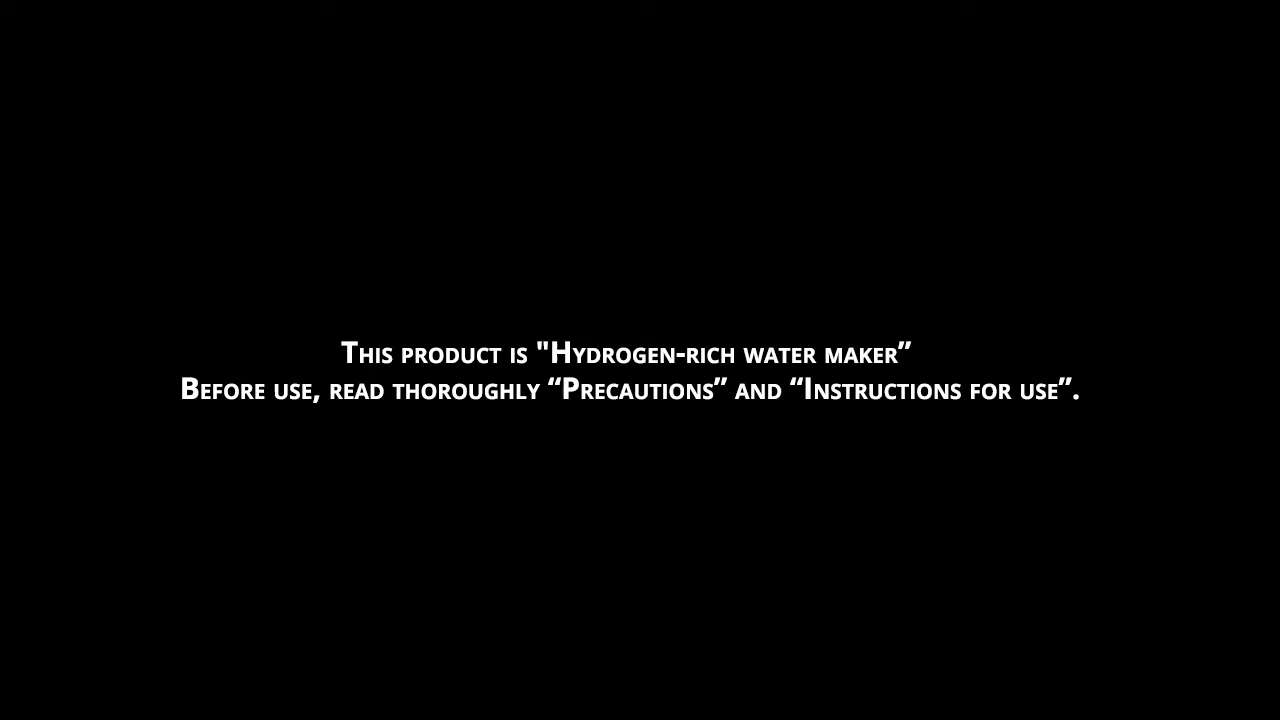 This product is "Hydrogen-rich water maker”
Before use, read thoroughly “Precautions” and “Instructions for use”.